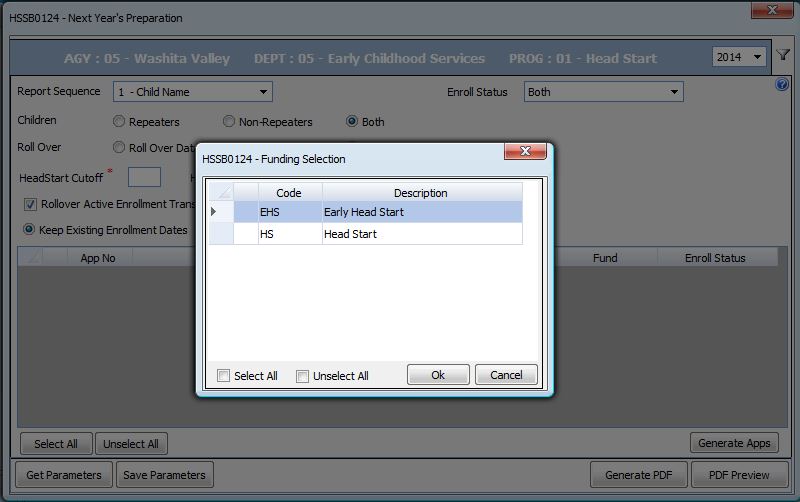 HSSB0124 - Next Year's Preparation
AGY : 05 - Washita Valley DEPT : 05 - Early Childhood Services PROG : 01 - Head Start 2014
Report Sequence 1 - Child Name Enroll Status Both
Children Repeaters Non-Repeaters Both
Roll Over Roll Over Dat
HeadStart Cutoff * H
Rollover Active Enrollment Trans
Keep Existing Enrollment Dates
App No Fund Enroll Status
HSSB0124 - Funding Selection
Code Description
EHS Early Head Start
HS Head Start
Select All Unselect All Ok Cancel
Select All Unselect All Generate Apps
Get Parameters Save Parameters Generate PDF PDF Preview